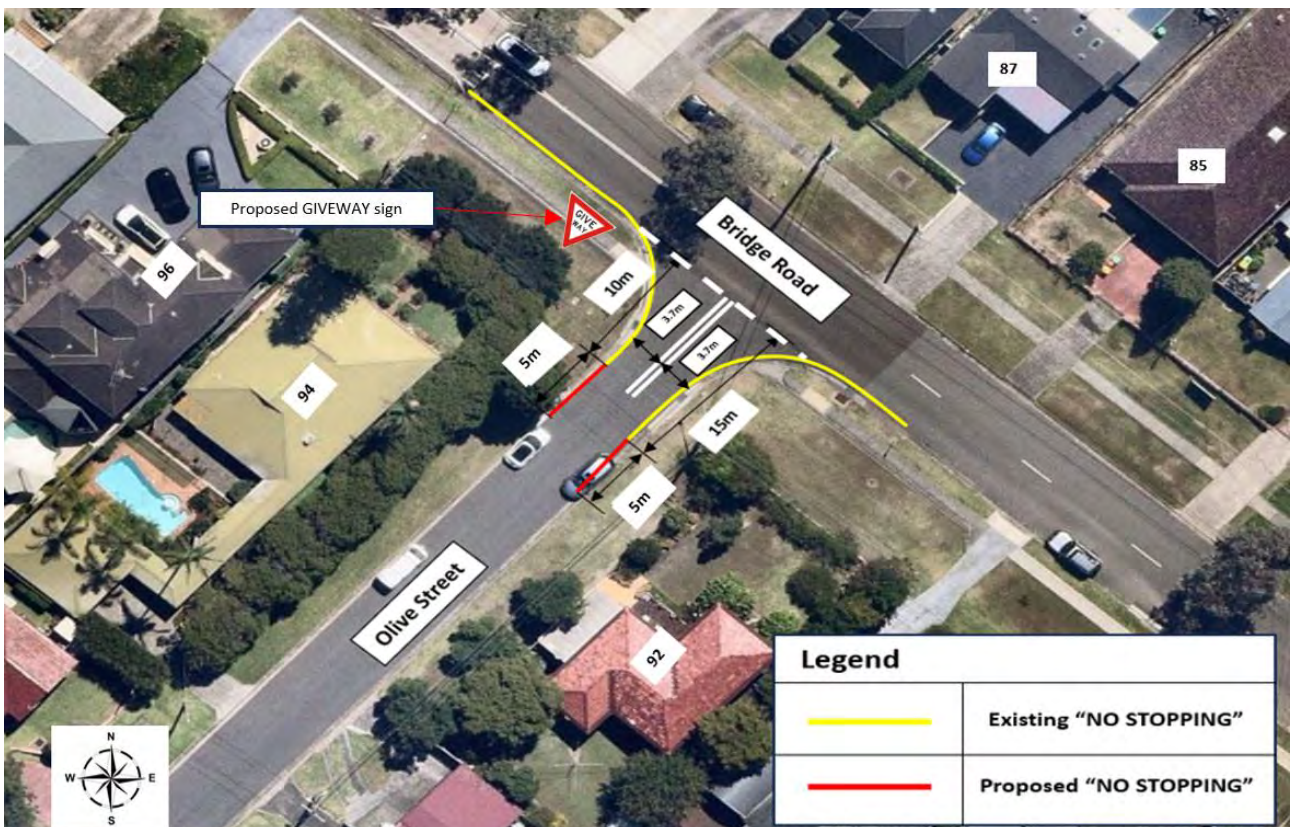 87
85
Proposed GIVEWAY sign
GIVE
WAY
Bridge Road
96
10m
3.7m
3.7m
5m
94
15m
5m
Olive Street
92
Legend
Existing “NO STOPPING”
Proposed “NO STOPPING”
N
W
E
S